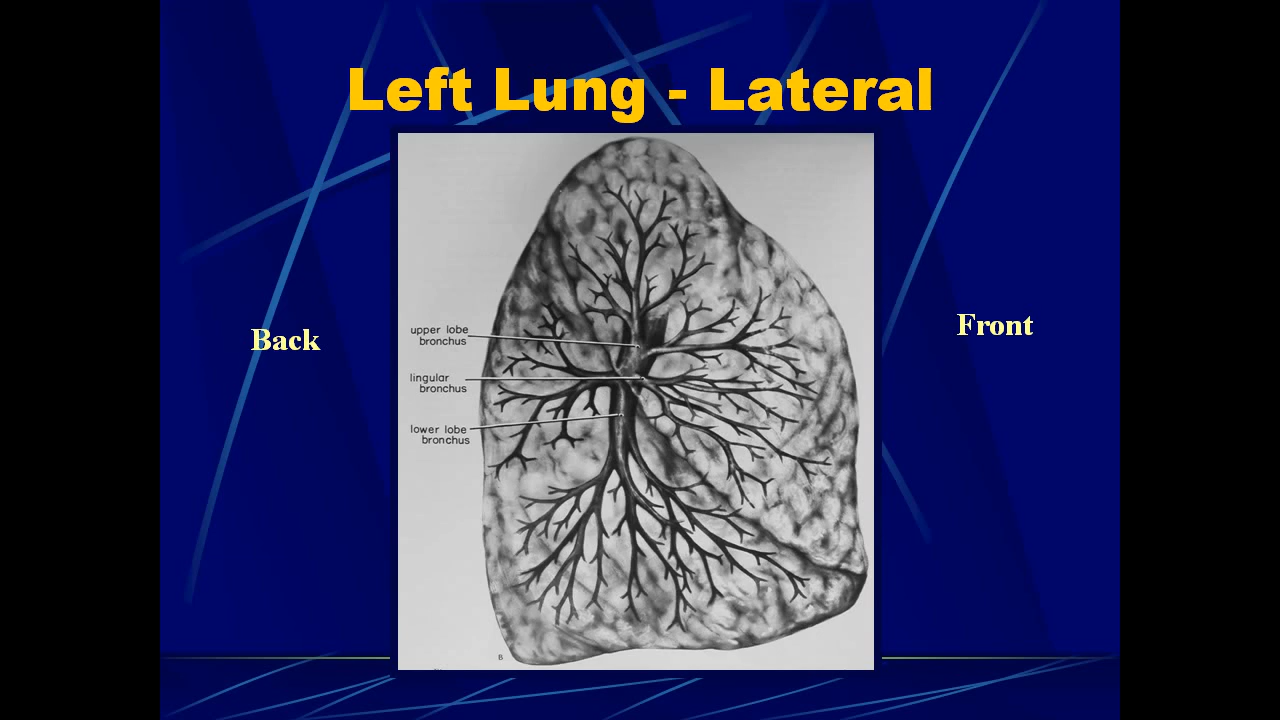 Left Lung - Lateral
upper lobe
bronchus
lingular
bronchus
lower lobe
bronchus
Back
Front
B